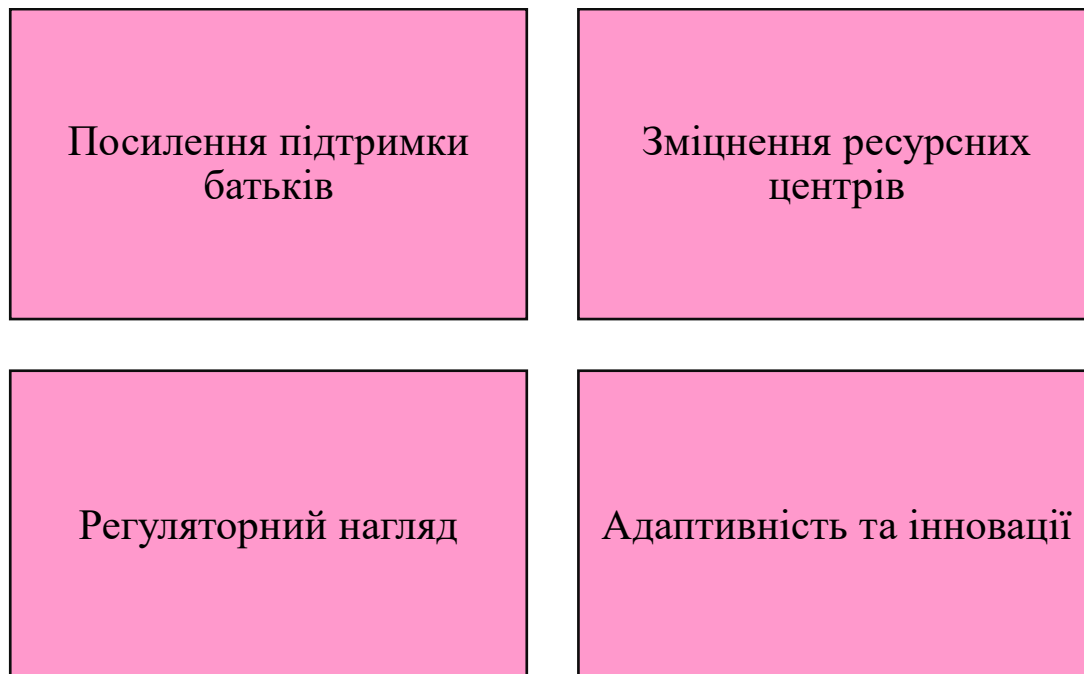 Посилення підтримки
батьків
Зміцнення ресурсних
центрів
Регуляторний нагляд
Адаптивність та інновації